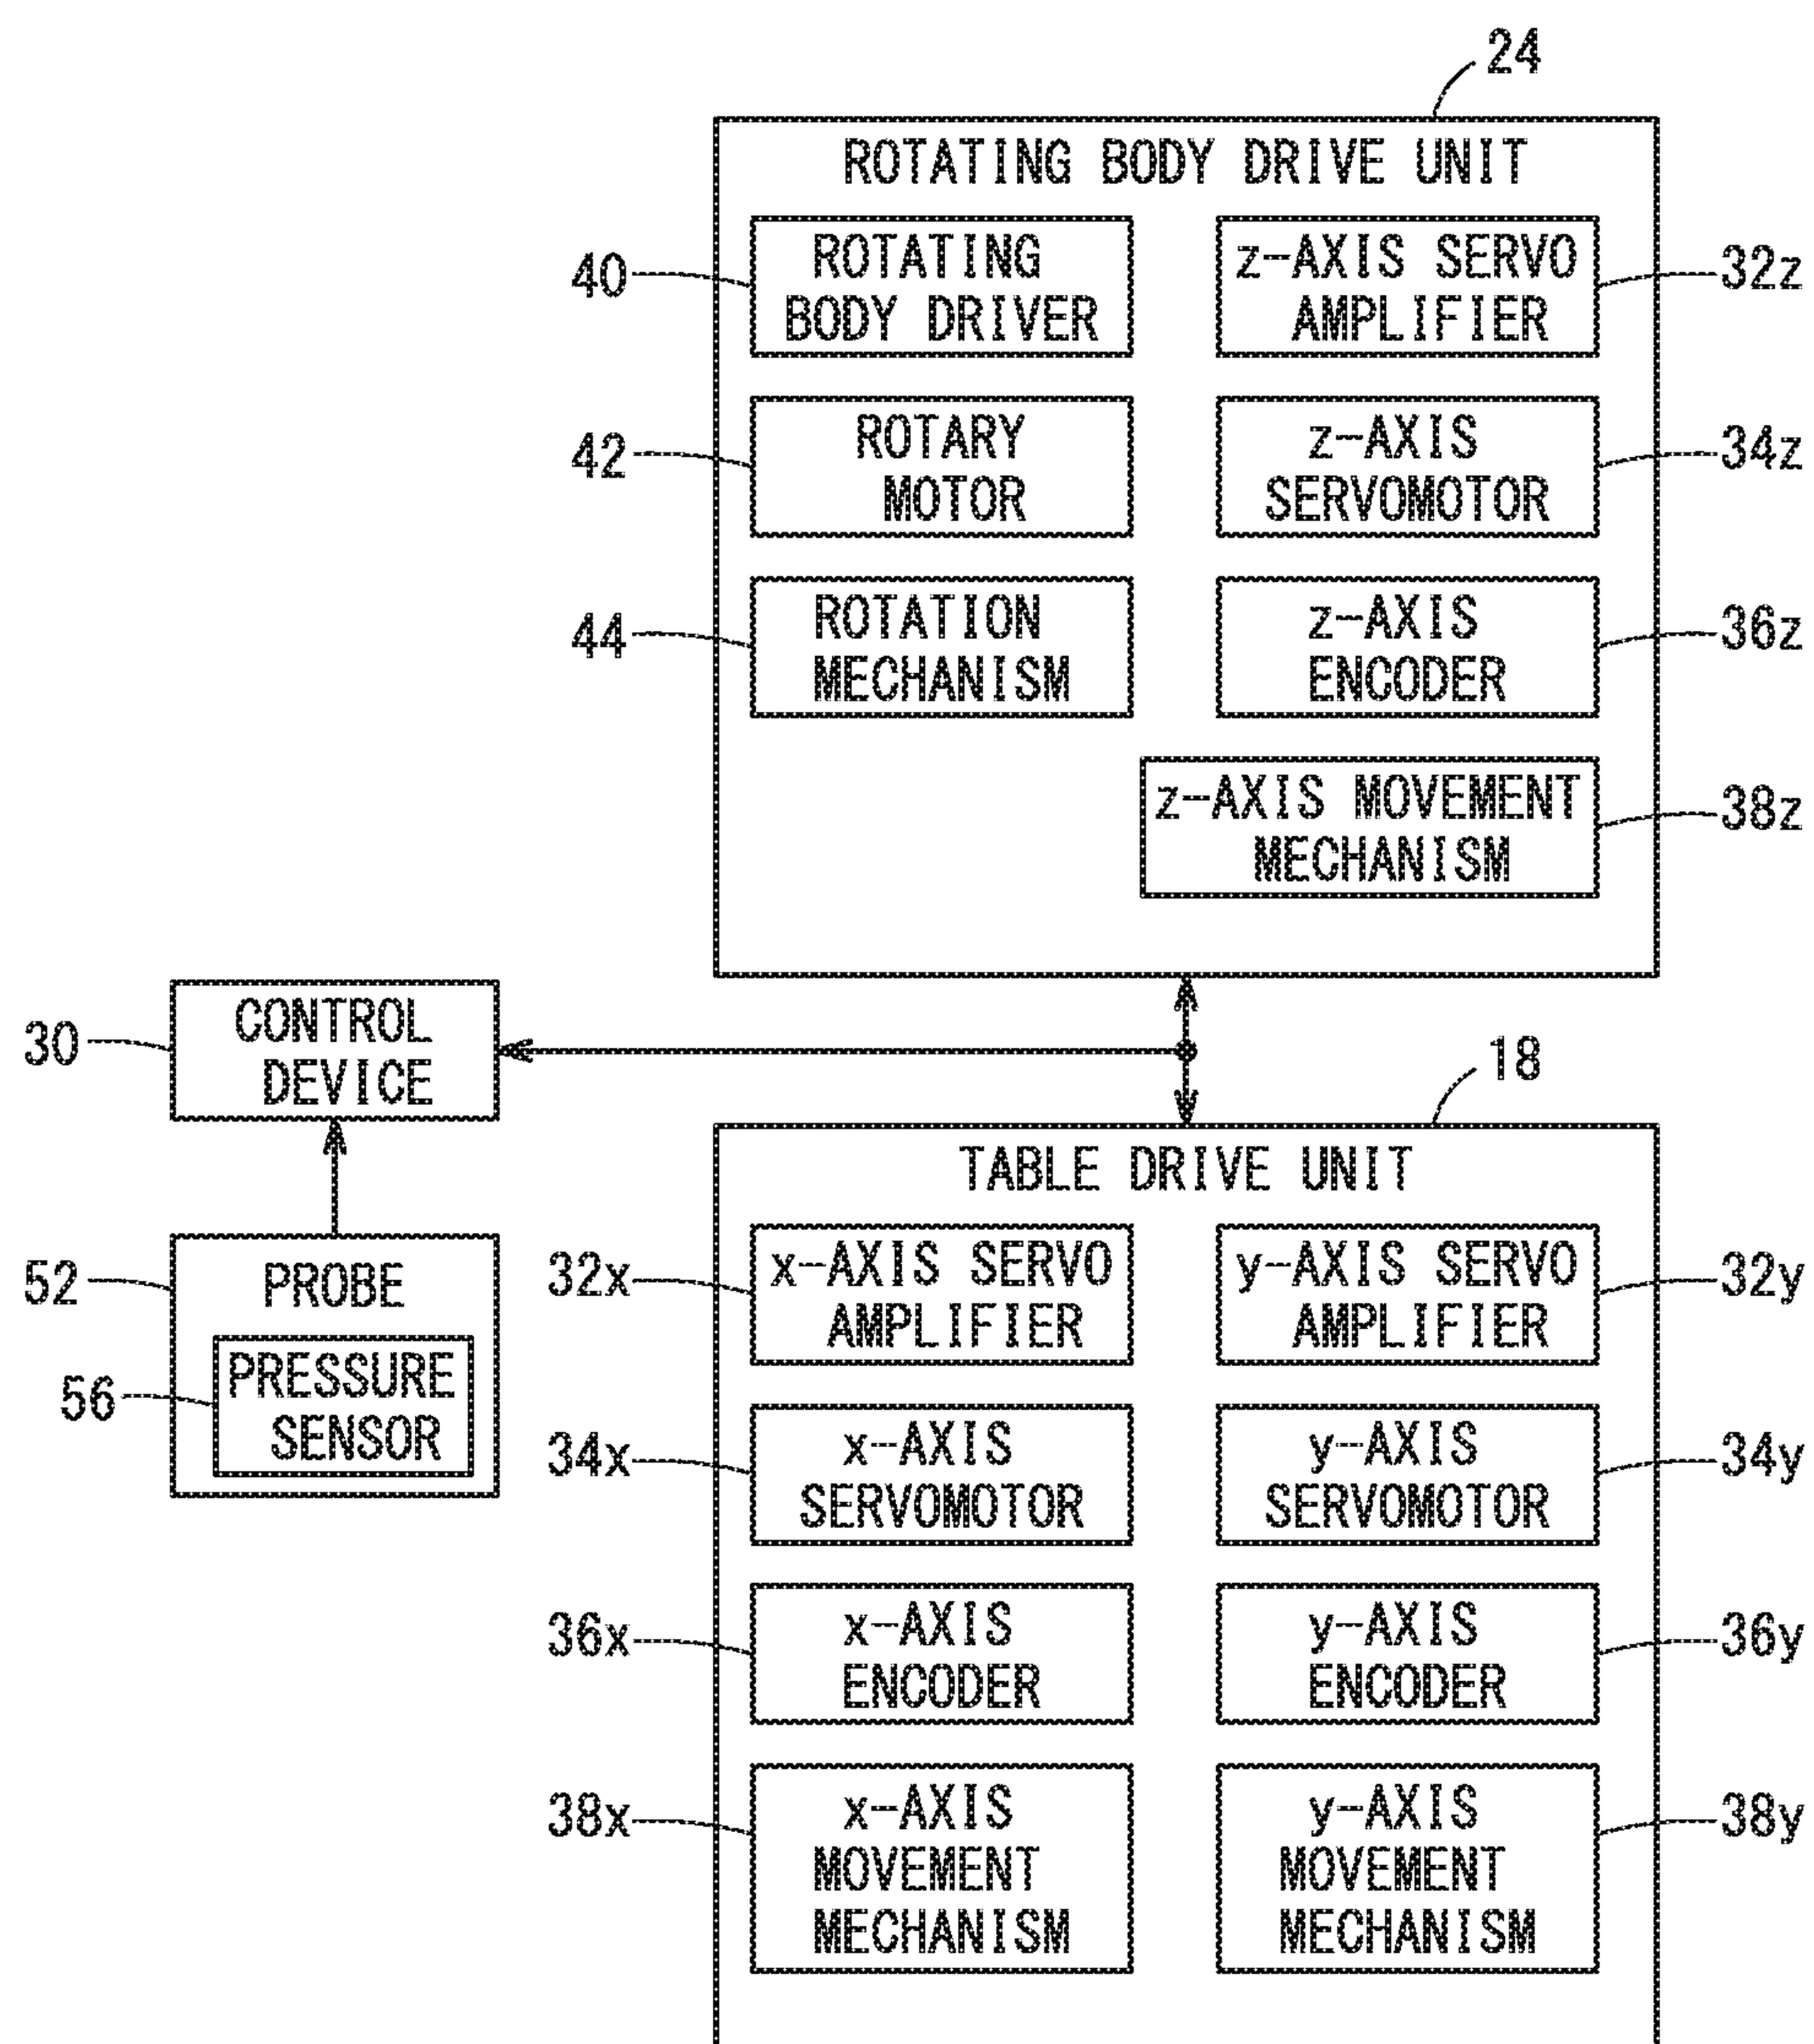 24
ROTATING BODY DRIVE UNIT
40
ROTATING
BODY DRIVER
z-AXIS SERVO
AMPLIFIER
32z
42
ROTARY
MOTOR
z-AXIS
SERVOMOTOR
34z
44
ROTATION
MECHANISM
z-AXIS
ENCODER
36z
z-AXIS MOVEMENT
MECHANISM
38z
30
CONTROL
DEVICE
18
TABLE DRIVE UNIT
52
PROBE
56
PRESSURE
SENSOR
32x
x-AXIS SERVO
AMPLIFIER
y-AXIS SERVO
AMPLIFIER
32y
34x
x-AXIS
SERVOMOTOR
y-AXIS
SERVOMOTOR
34y
36x
x-AXIS
ENCODER
y-AXIS
ENCODER
36y
38x
x-AXIS
MOVEMENT
MECHANISM
y-AXIS
MOVEMENT
MECHANISM
38y